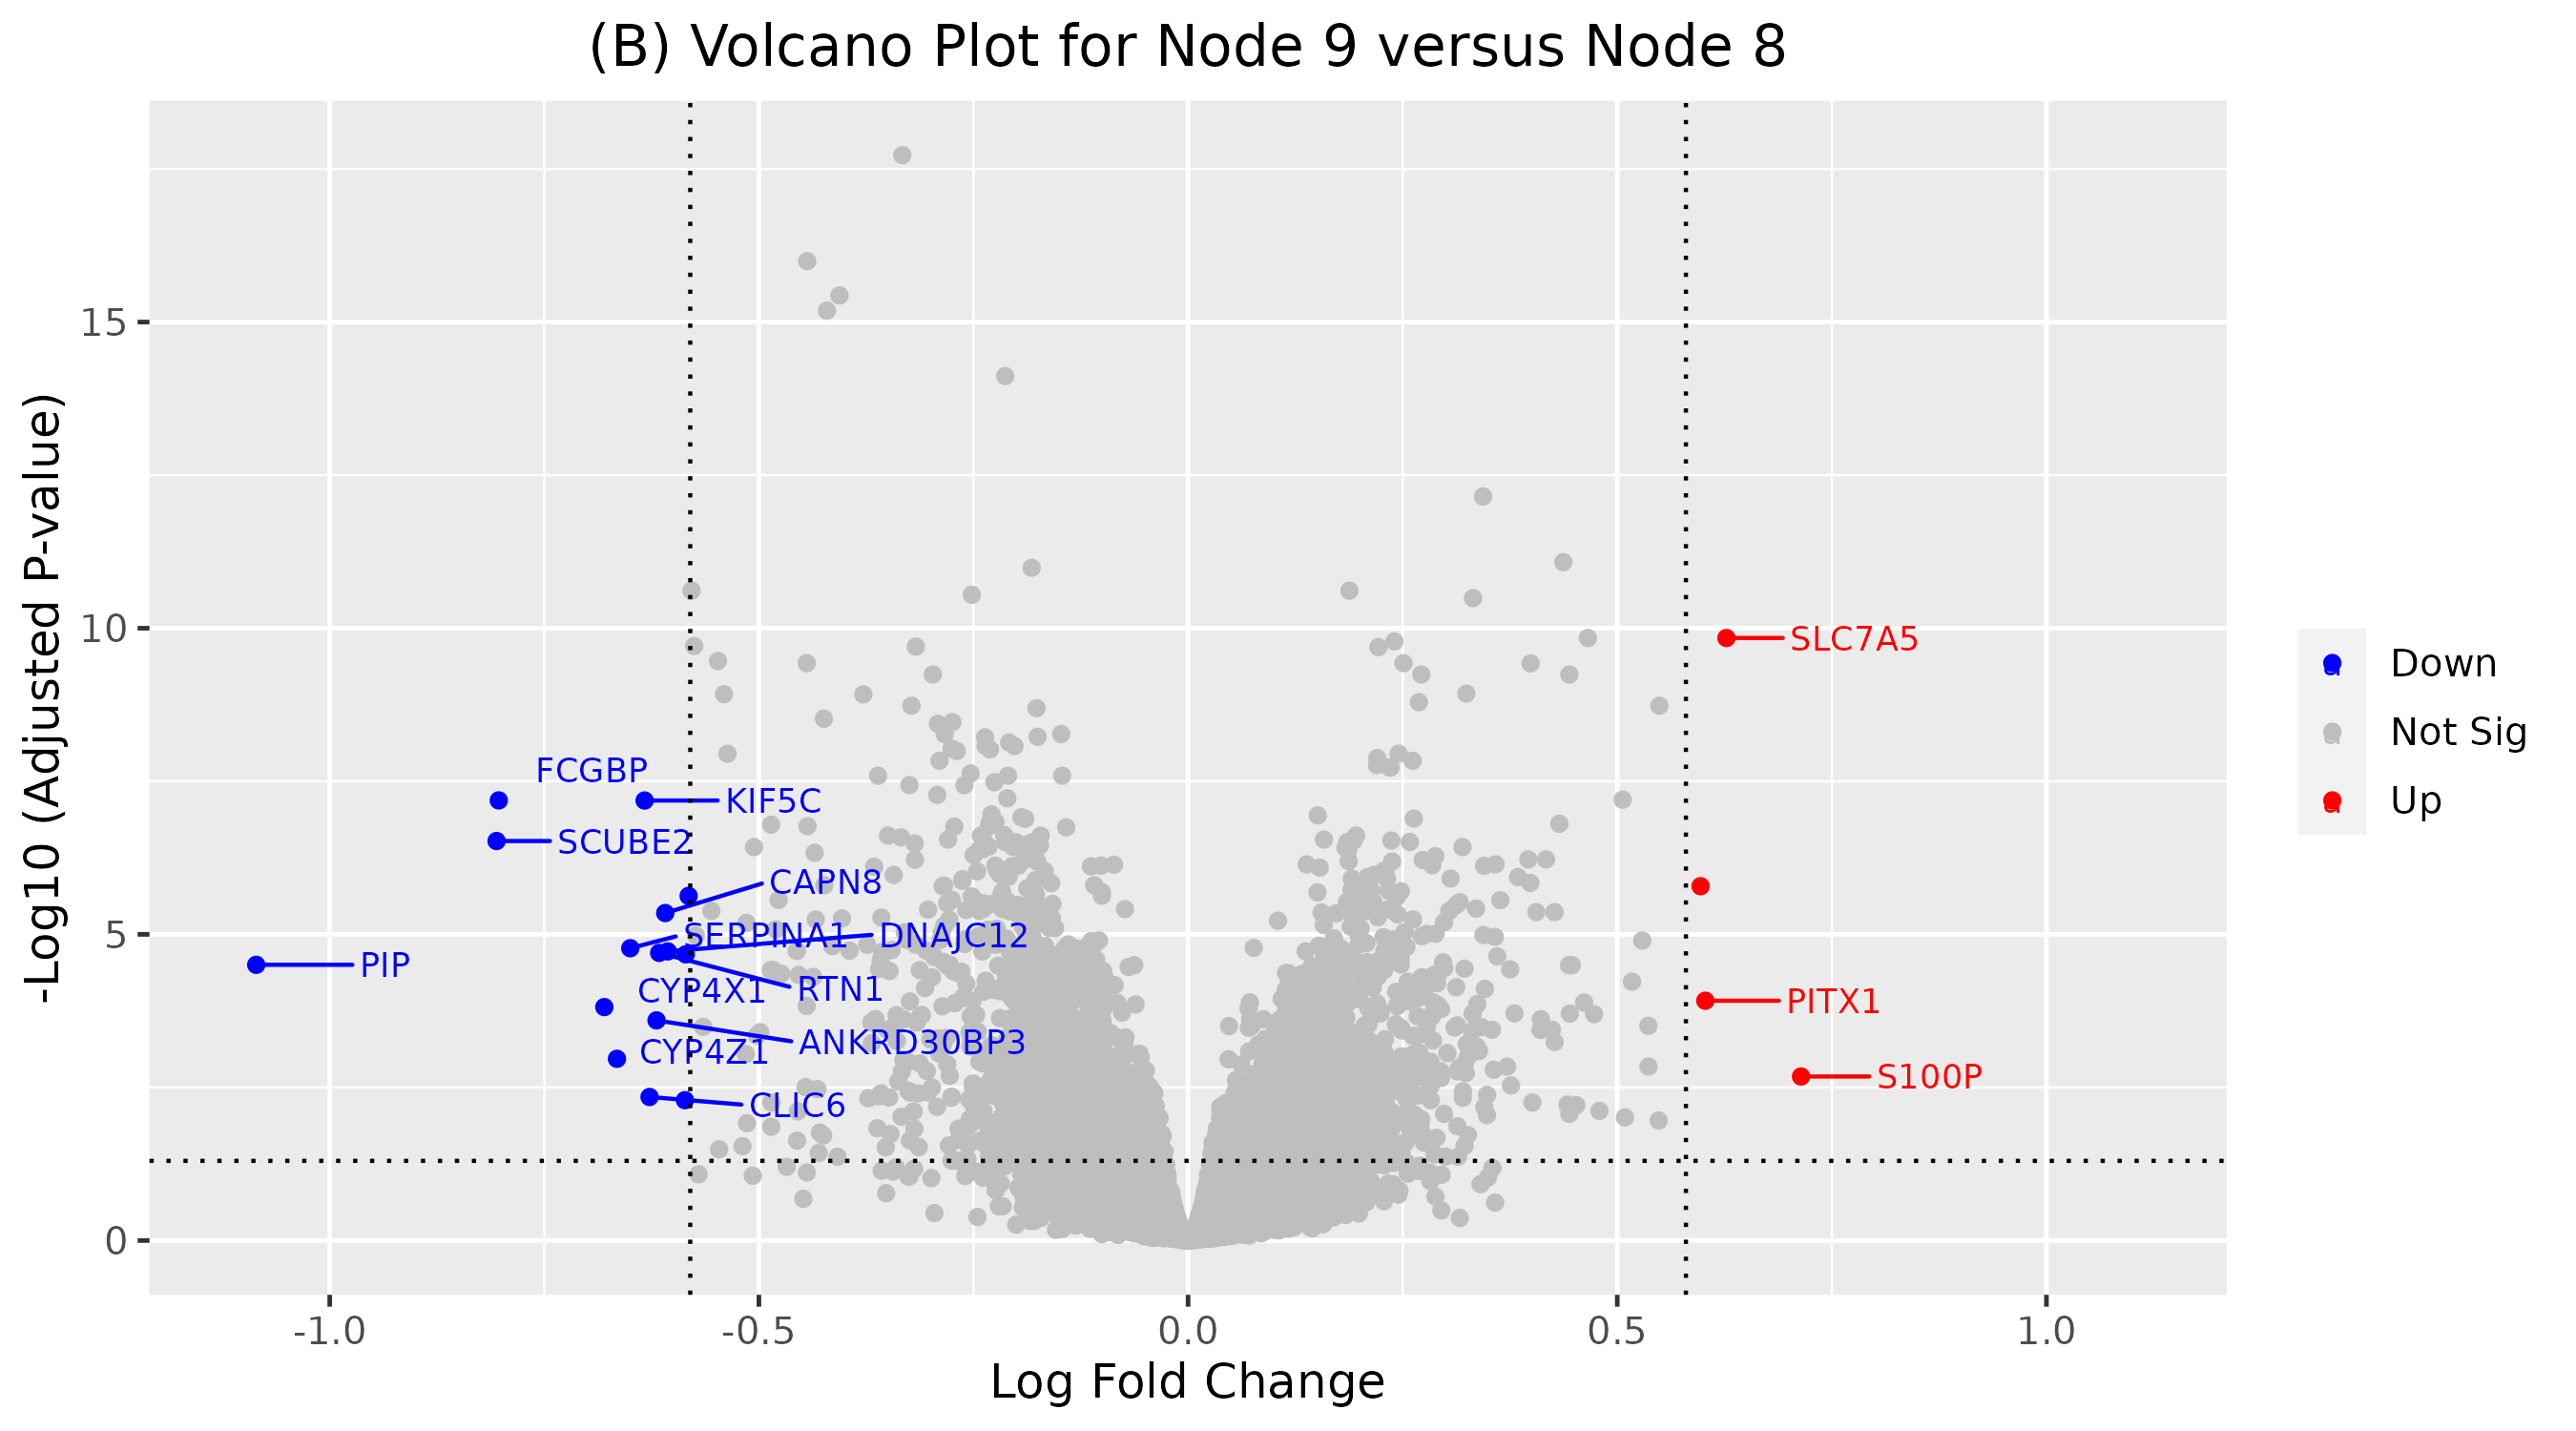 (B) Volcano Plot for Node 9 versus Node 8
-Log10 (Adjusted P-value)
15
10
5
0
SLC7A5
FCGBP
KIF5C
SCUBE2
CAPN8
SERPINA1
DNAJC12
PIP
RTN1
CYP4X1
PITX1
ANKRD30BP3
CYP4Z1
S100P
CLIC6
-1.0
-0.5
0.0
0.5
1.0
Log Fold Change
a Down
a Not Sig
a Up